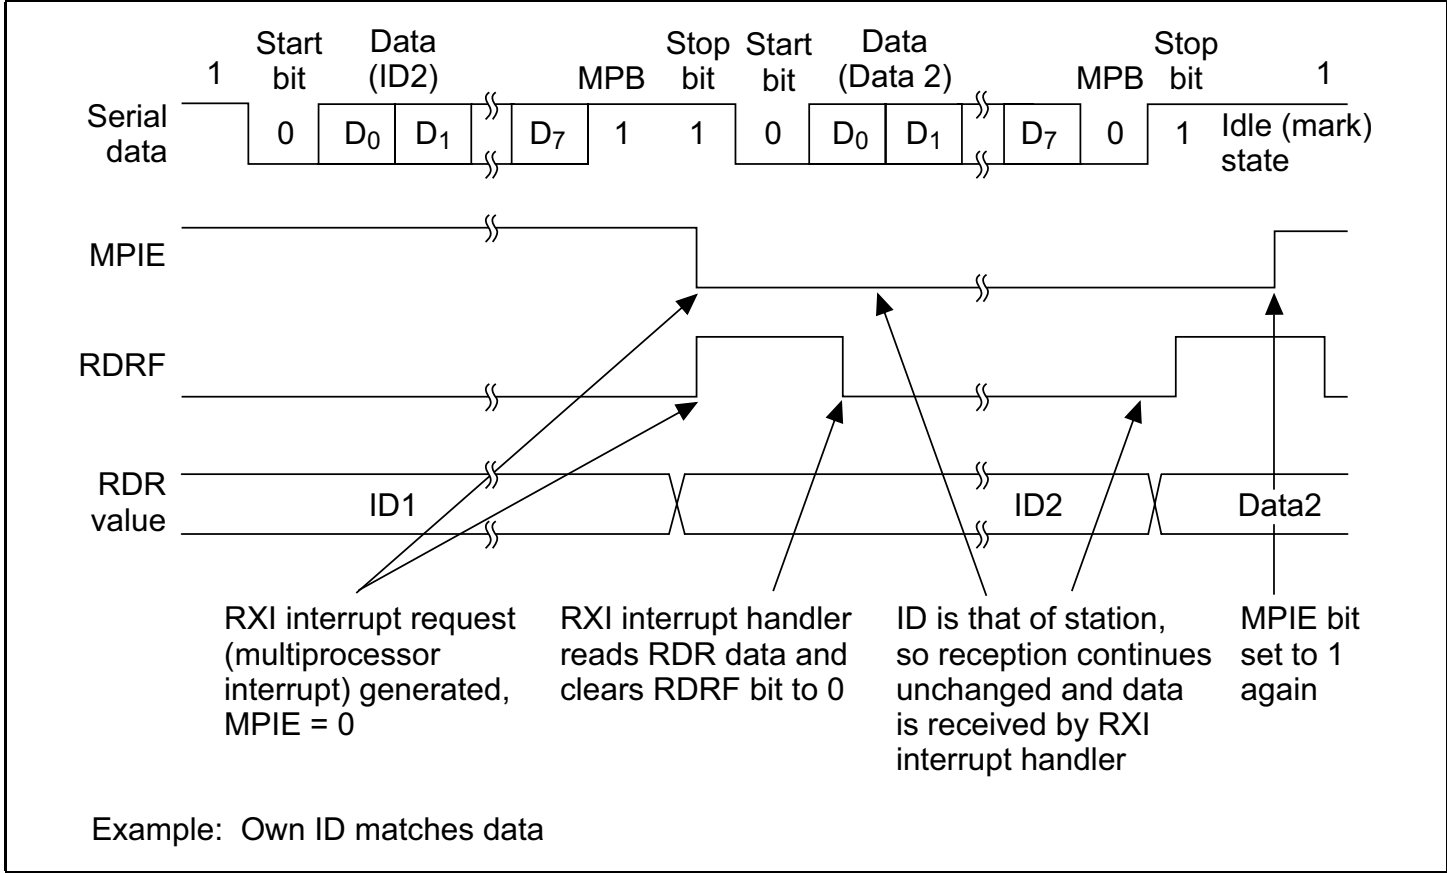 Start Data Stop Start Data Stop
1 bit (ID2) MPB bit bit (Data 2) MPB bit 1
Serial data 0 D0 D1 D7 1 1 0 D0 D1 D7 0 1 Idle (mark) state
MPIE
RDRF
RDR value ID1 ID2 Data2
RXI interrupt request
(multiprocessor
interrupt) generated,
MPIE = 0
RXI interrupt handler
reads RDR data and
clears RDRF bit to 0
ID is that of station,
so reception continues
unchanged and data
is received by RXI
interrupt handler
MPIE bit
set to 1
again
Example: Own ID matches data